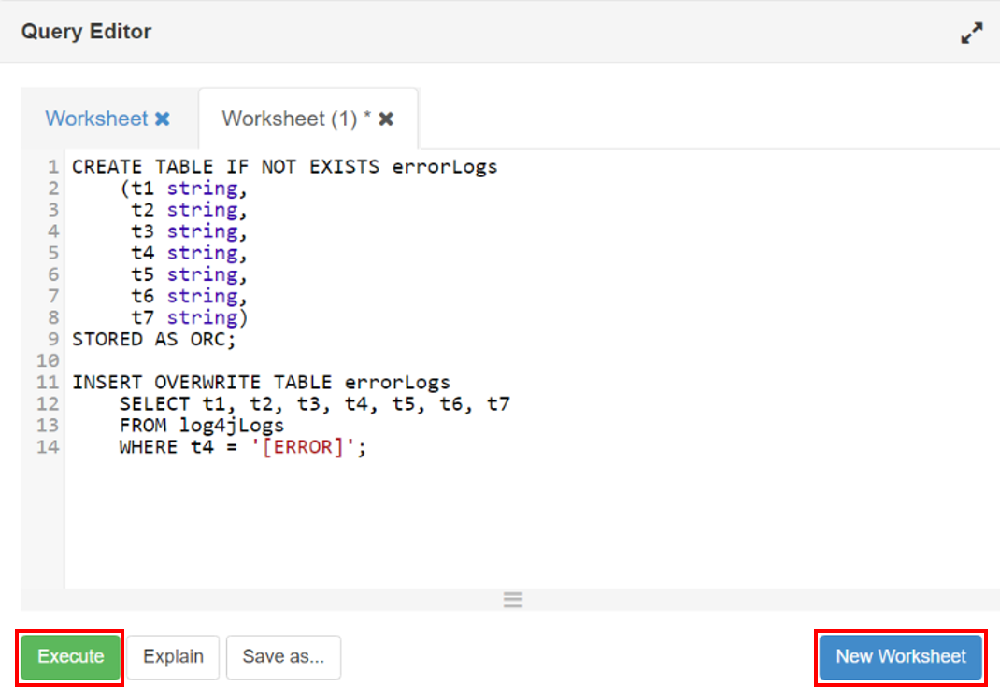 Query Editor
Worksheet ✖ Worksheet (1) * ✖
1 CREATE TABLE IF NOT EXISTS errorLogs
2     (t1 string,
3      t2 string,
4      t3 string,
5      t4 string,
6      t5 string,
7      t6 string,
8      t7 string)
9 STORED AS ORC;
10
11 INSERT OVERWRITE TABLE errorLogs
12     SELECT t1, t2, t3, t4, t5, t6, t7
13     FROM log4jLogs
14     WHERE t4 = '[ERROR]';
Execute Explain Save as... New Worksheet